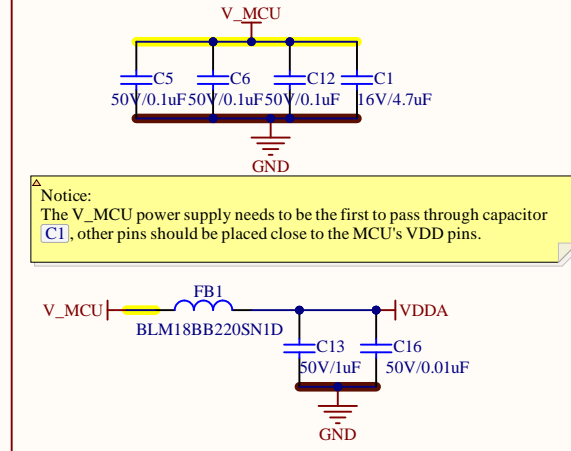 V_MCU
C5 C6 C12 C1
50V/0.1uF 50V/0.1uF 50V/0.1uF 16V/4.7uF
GND
Notice:
The V_MCU power supply needs to be the first to pass through capacitor
C1, other pins should be placed close to the MCU's VDD pins.
FB1
V_MCU VDDA
BLM18BB220SN1D
C13 C16
50V/1uF 50V/0.01uF
GND